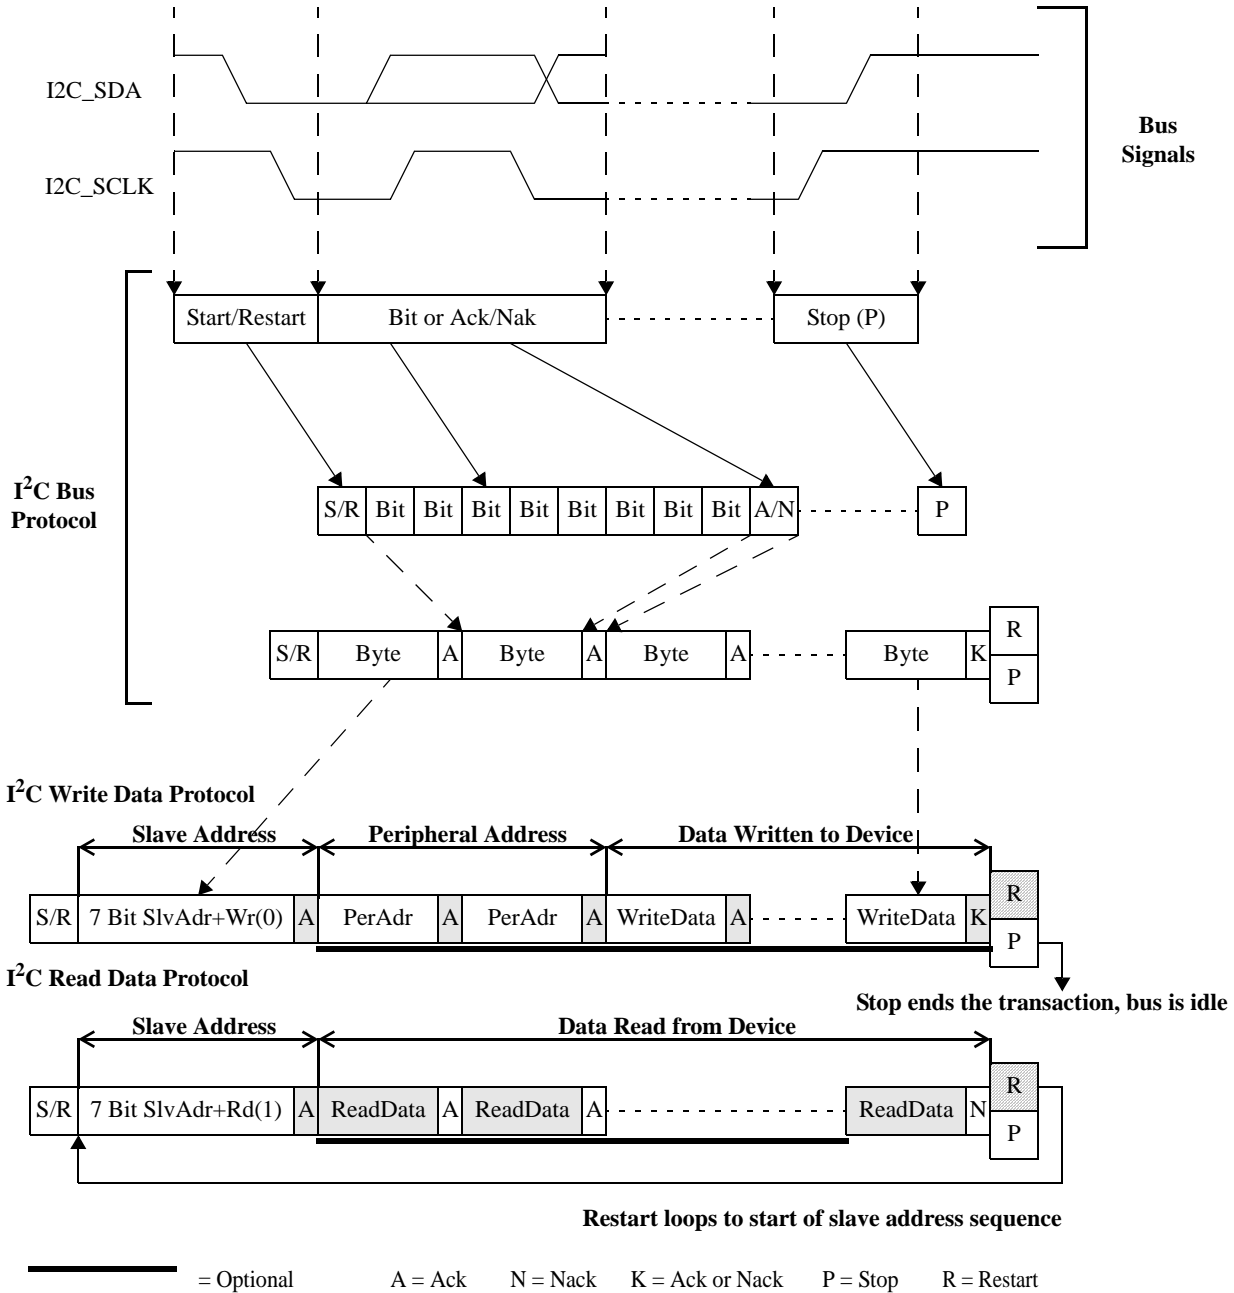 I2C_SDA
Bus
Signals
I2C_SCLK
Start/Restart Bit or Ack/Nak Stop (P)
I²C Bus
Protocol
S/R Bit Bit Bit Bit Bit Bit Bit Bit A/N P
R
S/R Byte A Byte A Byte A Byte K
P
I²C Write Data Protocol
Slave Address Peripheral Address Data Written to Device
R
S/R 7 Bit SlvAdr+Wr(0) A PerAdr A PerAdr A WriteData A WriteData K
P
I²C Read Data Protocol
Stop ends the transaction, bus is idle
Slave Address Data Read from Device
R
S/R 7 Bit SlvAdr+Rd(1) A ReadData A ReadData A ReadData N
P
Restart loops to start of slave address sequence
= Optional A = Ack N = Nack K = Ack or Nack P = Stop R = Restart